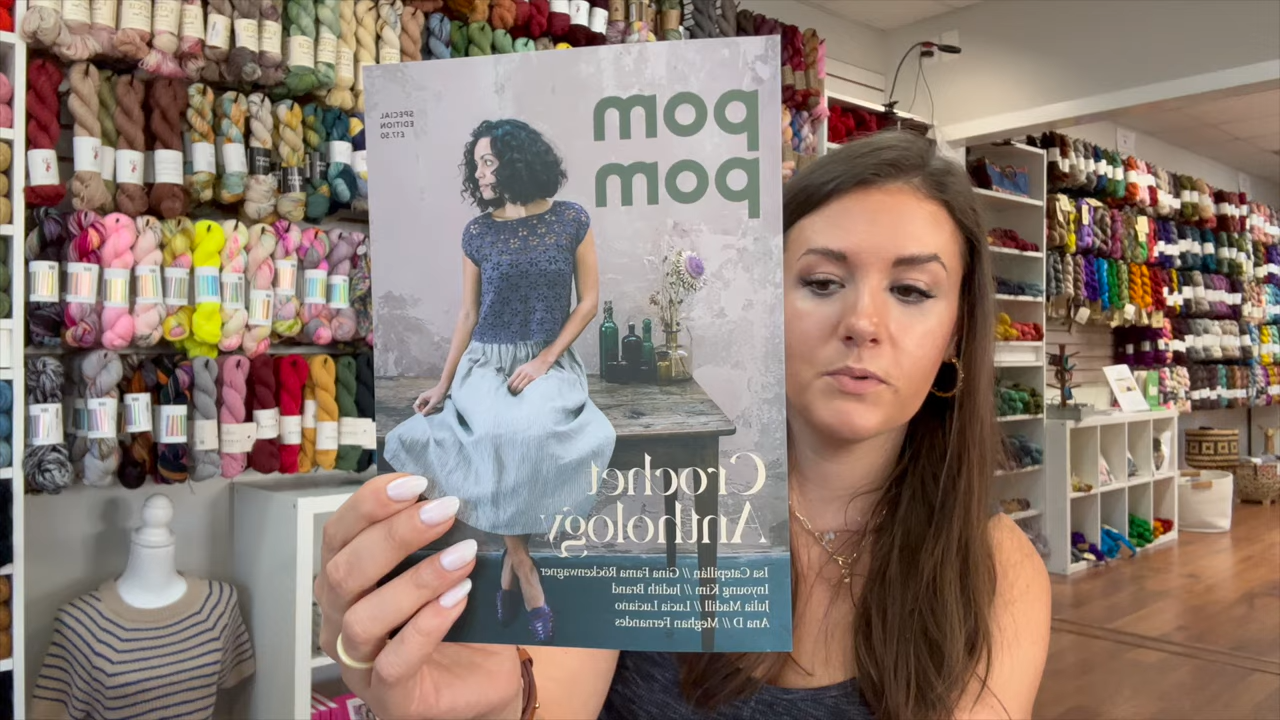 SPECIAL
EDITION
£17.50
pom
pom
Crochet
Anthology
Isa Catepillán // Gina Fama Röckenwagner
Inyoung Kim // Judith Brand
Julia Madill // Lucia Luciano
Ana D // Meghan Fernandes